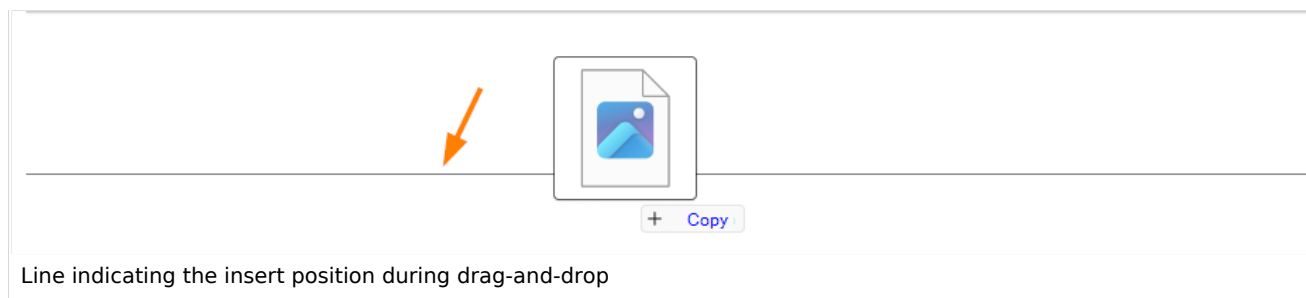 + Copy
Line indicating the insert position during drag-and-drop